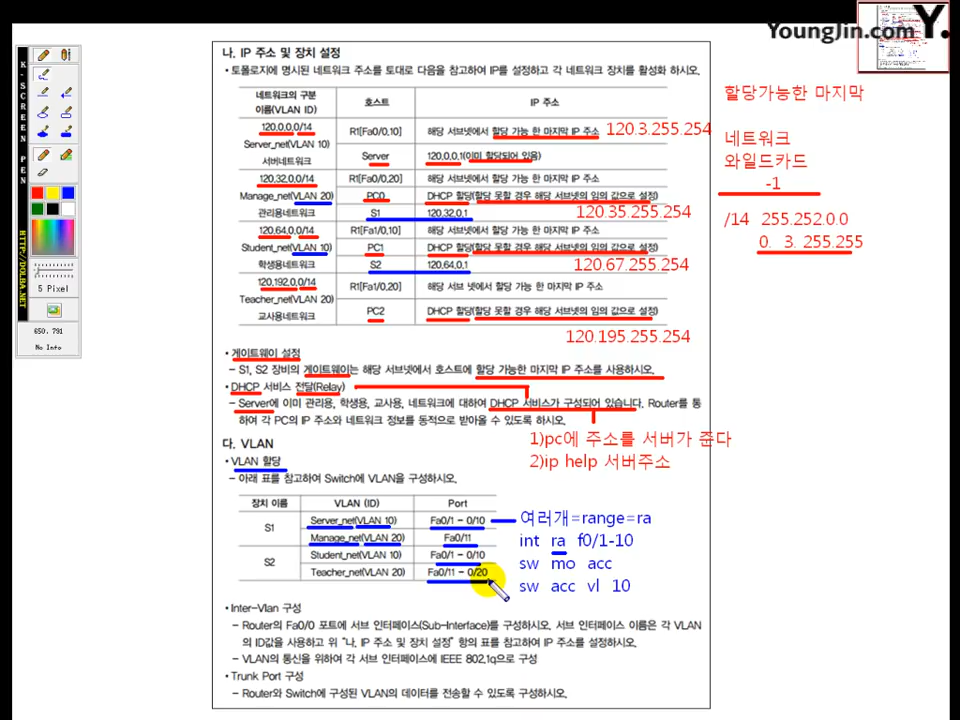 YoungJin.com Y.
K-SCREEN PEN
HTTP://DOLBA.NET
5 Pixel
650. 791
No Info
나. IP 주소 및 장치 설정
• 토폴로지에 명시된 네트워크 주소를 토대로 다음을 참고하여 IP를 설정하고 각 네트워크 장치를 활성화 하시오.
네트워크의 구분 이름(VLAN ID) 호스트 IP 주소
120.0.0.0/14 R1[Fa0/0.10] 해당 서브넷에서 할당 가능 한 마지막 IP 주소 120.3.255.254
Server_net(VLAN 10)
서버네트워크 Server 120.0.0.1(이미 할당되어 있음)
120.32.0.0/14 R1[Fa0/0.20] 해당 서브넷에서 할당 가능 한 마지막 IP 주소
Manage_net(VLAN 20) PC0 DHCP 할당(할당 못할 경우 해당 서브넷의 임의 값으로 설정)
관리용네트워크 S1 120.32.0.1 120.35.255.254
120.64.0.0/14 R1[Fa1/0.10] 해당 서브넷에서 할당 가능 한 마지막 IP 주소
Student_net(VLAN 10) PC1 DHCP 할당(할당 못할 경우 해당 서브넷의 임의 값으로 설정)
학생용네트워크 S2 120.64.0.1 120.67.255.254
120.192.0.0/14 R1[Fa1/0.20] 해당 서브 넷에서 할당 가능 한 마지막 IP 주소
Teacher_net(VLAN 20)
교사용네트워크 PC2 DHCP 할당(할당 못할 경우 해당 서브넷의 임의 값으로 설정)
120.195.255.254
• 게이트웨이 설정
– S1, S2 장비의 게이트웨이는 해당 서브넷에서 호스트에 할당 가능한 마지막 IP 주소를 사용하시오.
• DHCP 서비스 전달(Relay)
– Server에 이미 관리용, 학생용, 교사용, 네트워크에 대하여 DHCP 서비스가 구성되어 있습니다. Router를 통
하여 각 PC의 IP 주소와 네트워크 정보를 동적으로 받아올 수 있도록 하시오.
1)pc에 주소를 서버가 준다
2)ip help 서버주소
다. VLAN
• VLAN 할당
– 아래 표를 참고하여 Switch에 VLAN을 구성하시오.
장치 이름 VLAN (ID) Port
S1 Server_net(VLAN 10) Fa0/1 – 0/10
Manage_net(VLAN 20) Fa0/11
S2 Student_net(VLAN 10) Fa0/1 – 0/10
Teacher_net(VLAN 20) Fa0/11 – 0/20
여러개=range=ra
int ra f0/1-10
sw mo acc
sw acc vl 10
• Inter-Vlan 구성
– Router의 Fa0/0 포트에 서브 인터페이스(Sub-Interface)를 구성하시오. 서브 인터페이스 이름은 각 VLAN
의 ID값을 사용하고 위 "나. IP 주소 및 장치 설정" 항의 표를 참고하여 IP 주소를 설정하시오.
– VLAN의 통신을 위하여 각 서브 인터페이스에 IEEE 802.1q으로 구성
• Trunk Port 구성
– Router와 Switch에 구성된 VLAN의 데이터를 전송할 수 있도록 구성하시오.
할당가능한 마지막
네트워크
와일드카드
-1
/14 255.252.0.0
0. 3. 255.255